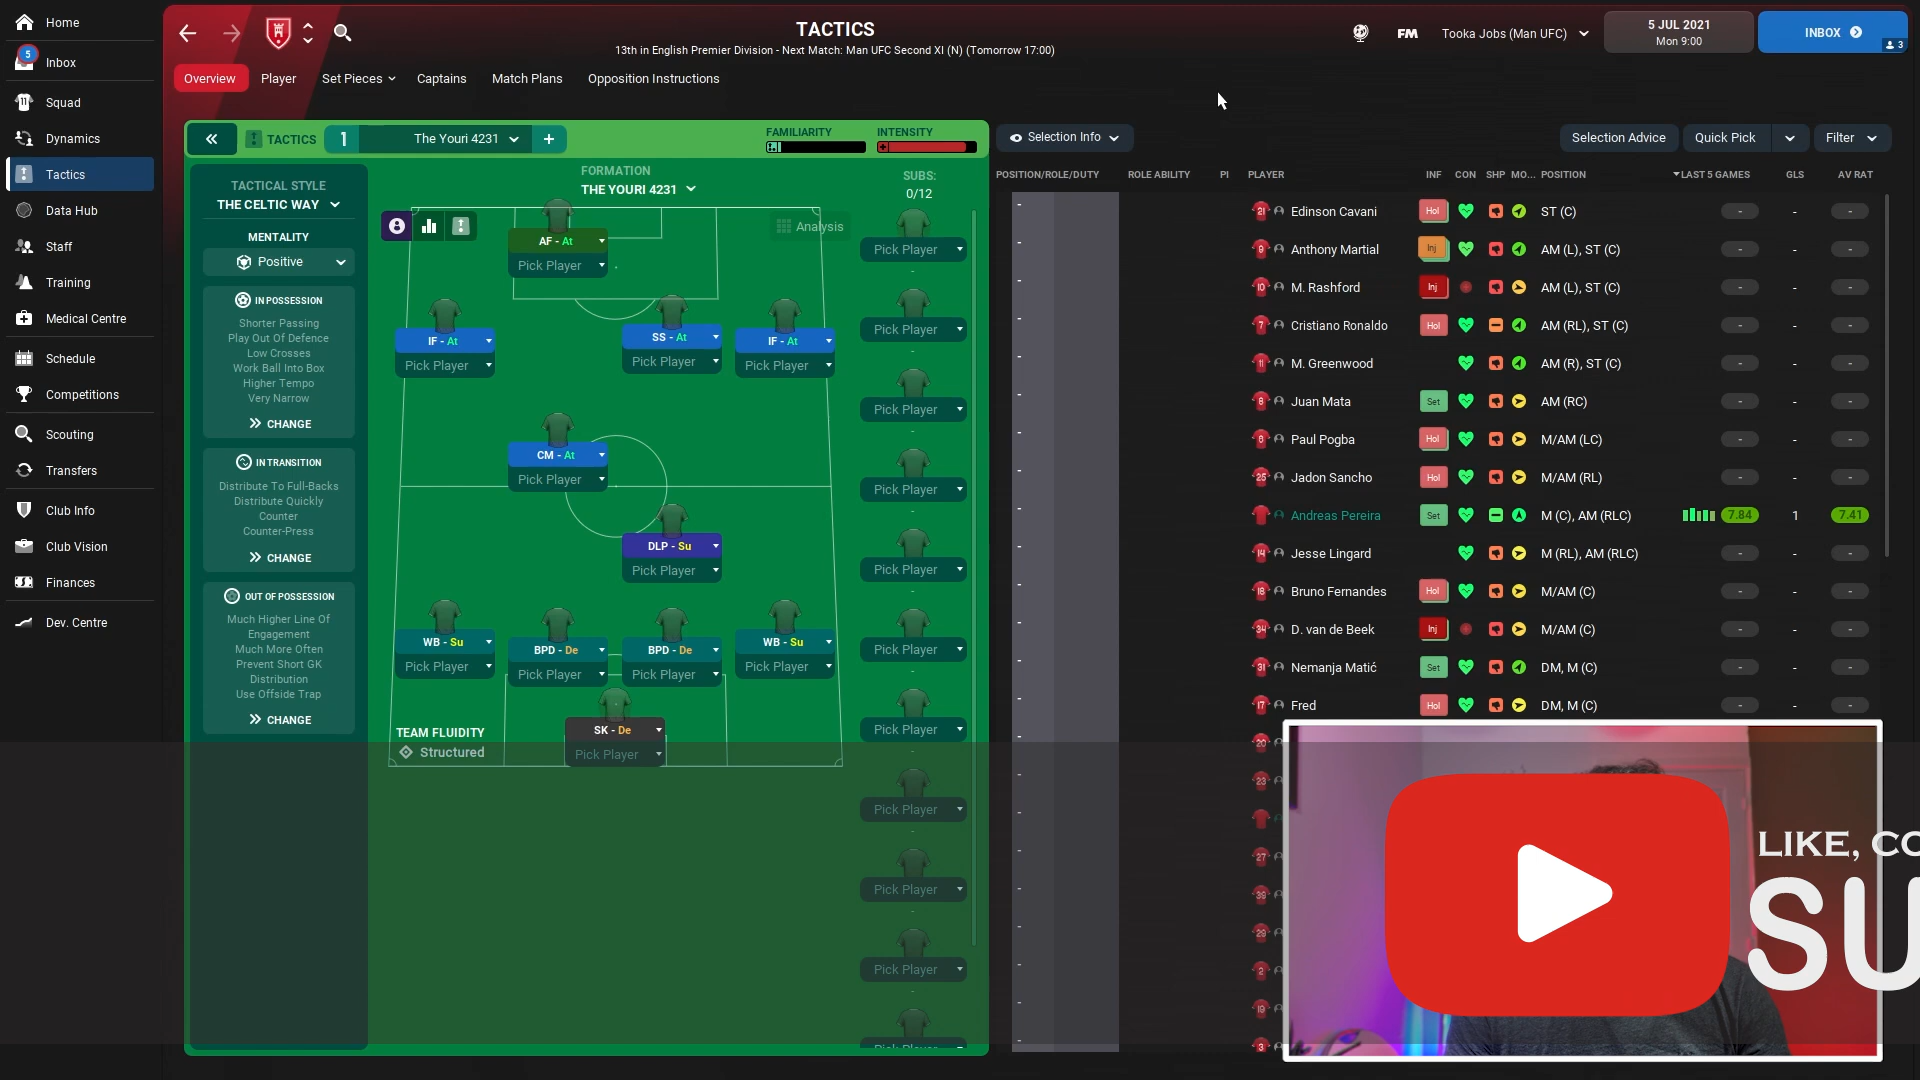 Home
5
Inbox
Squad
Dynamics
Tactics
Data Hub
Staff
Training
Medical Centre
Schedule
Competitions
Scouting
Transfers
Club Info
Club Vision
Finances
Dev. Centre
TACTICS
13th in English Premier Division - Next Match: Man UFC Second XI (N) (Tomorrow 17:00)
FM
Tooka Jobs (Man UFC)
5 JUL 2021
Mon 9:00
INBOX
3
Overview
Player
Set Pieces
Captains
Match Plans
Opposition Instructions
TACTICS
1
The Youri 4231
FAMILIARITY
INTENSITY
TACTICAL STYLE
THE CELTIC WAY
MENTALITY
Positive
IN POSSESSION
Shorter Passing
Play Out Of Defence
Low Crosses
Work Ball Into Box
Higher Tempo
Very Narrow
CHANGE
IN TRANSITION
Distribute To Full-Backs
Distribute Quickly
Counter
Counter-Press
CHANGE
OUT OF POSSESSION
Much Higher Line Of
Engagement
Much More Often
Prevent Short GK
Distribution
Use Offside Trap
CHANGE
FORMATION
THE YOURI 4231
Analysis
AF - At
Pick Player
IF - At
Pick Player
SS - At
Pick Player
IF - At
Pick Player
CM - At
Pick Player
DLP - Su
Pick Player
WB - Su
Pick Player
BPD - De
Pick Player
BPD - De
Pick Player
WB - Su
Pick Player
SK - De
Pick Player
TEAM FLUIDITY
Structured
SUBS:
0/12
Pick Player
-
Pick Player
-
Pick Player
-
Pick Player
-
Pick Player
-
Pick Player
-
Pick Player
-
Pick Player
-
Pick Player
-
Pick Player
-
Selection Info
Selection Advice
Quick Pick
Filter
POSITION/ROLE/DUTY ROLE ABILITY PI PLAYER INF CON SHP MO... POSITION LAST 5 GAMES GLS AV RAT
- 21 Edinson Cavani Hol ST (C) - - -
- 9 Anthony Martial Inj AM (L), ST (C) - - -
- 10 M. Rashford Inj AM (L), ST (C) - - -
- 7 Cristiano Ronaldo Hol AM (RL), ST (C) - - -
- 11 M. Greenwood AM (R), ST (C) - - -
- 8 Juan Mata Set AM (RC) - - -
- 6 Paul Pogba Hol M/AM (LC) - - -
- 25 Jadon Sancho Hol M/AM (RL) - - -
- Andreas Pereira Set M (C), AM (RLC) 7.84 1 7.41
- 14 Jesse Lingard M (RL), AM (RLC) - - -
- 18 Bruno Fernandes Hol M/AM (C) - - -
- 34 D. van de Beek Inj M/AM (C) - - -
- 31 Nemanja Matić Set DM, M (C) - - -
- 17 Fred Hol DM, M (C) - - -
- 20
- 23
-
- 27
- 39
- 29
- 2
- 19
- 3
LIKE, CO
SU